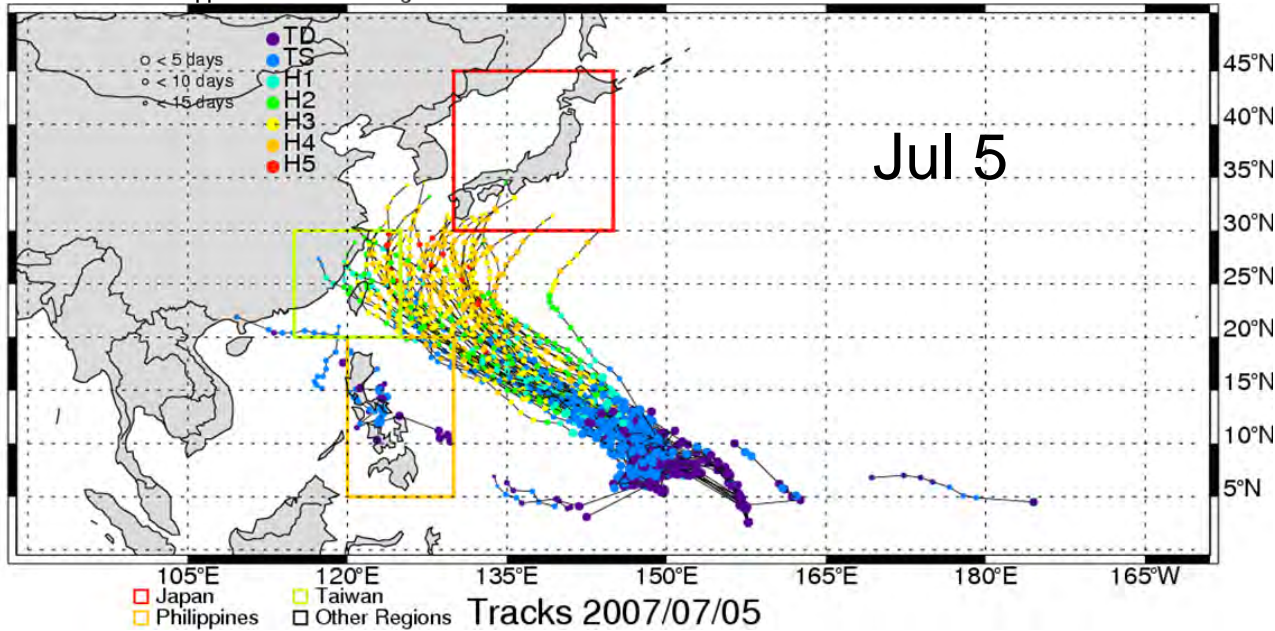 TD
TS
H1
H2
H3
H4
H5
< 5 days
< 10 days
< 15 days
Jul 5
45°N
40°N
35°N
30°N
25°N
20°N
15°N
10°N
5°N
105°E 120°E 135°E 150°E 165°E 180°E 165°W
Japan Taiwan
Philippines Other Regions
Tracks 2007/07/05